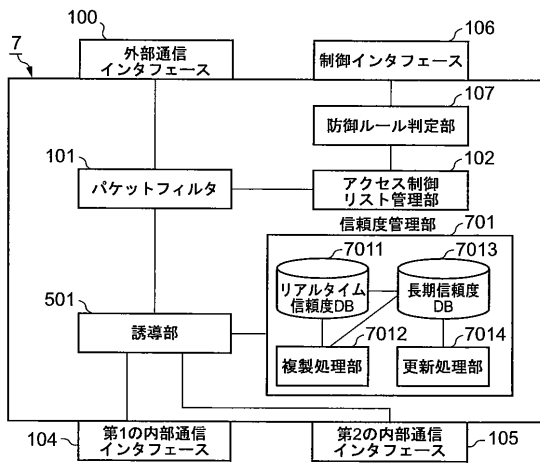 100
106
7
外部通信
インタフェース
制御インタフェース
107
防御ルール判定部
101
102
パケットフィルタ
アクセス制御
リスト管理部
信頼度管理部
701
7011
7013
リアルタイム
信頼度DB
長期信頼度
DB
501
誘導部
7012
7014
複製処理部
更新処理部
104
第1の内部通信
インタフェース
第2の内部通信
インタフェース
105